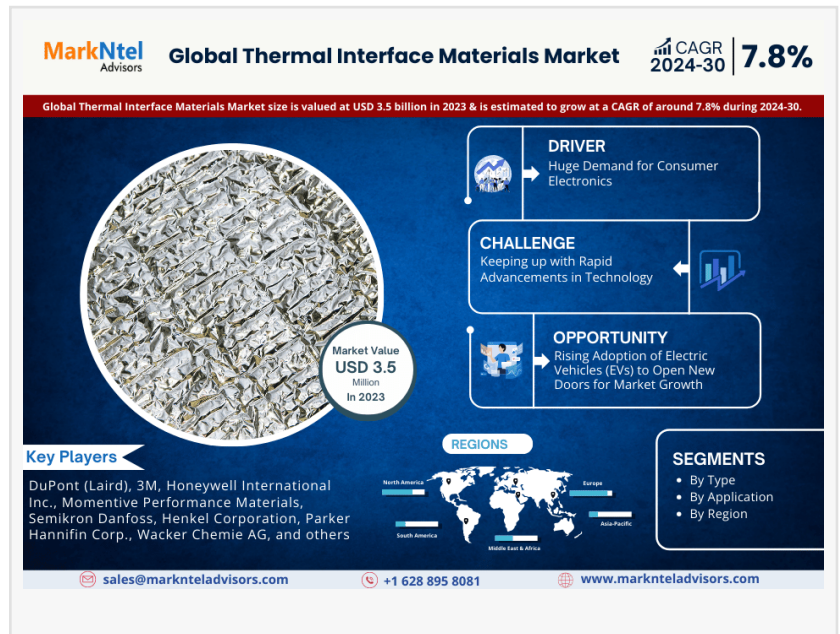 MarkNtel
Advisors
Global Thermal Interface Materials Market
CAGR
2024-30
7.8%
Global Thermal Interface Materials Market size is valued at USD 3.5 billion in 2023 & is estimated to grow at a CAGR of around 7.8% during 2024-30.
DRIVER
Huge Demand for Consumer
Electronics
CHALLENGE
Keeping up with Rapid
Advancements in Technology
OPPORTUNITY
Rising Adoption of Electric
Vehicles (EVs) to Open New
Doors for Market Growth
Market Value
USD 3.5
Million
In 2023
Key Players
DuPont (Laird), 3M, Honeywell International
Inc., Momentive Performance Materials,
Semikron Danfoss, Henkel Corporation, Parker
Hannifin Corp., Wacker Chemie AG, and others
REGIONS
North America
Europe
South America
Asia-Pacific
Middle East & Africa
SEGMENTS
• By Type
• By Application
• By Region
sales@marknteladvisors.com
+1 628 895 8081
www.marknteladvisors.com